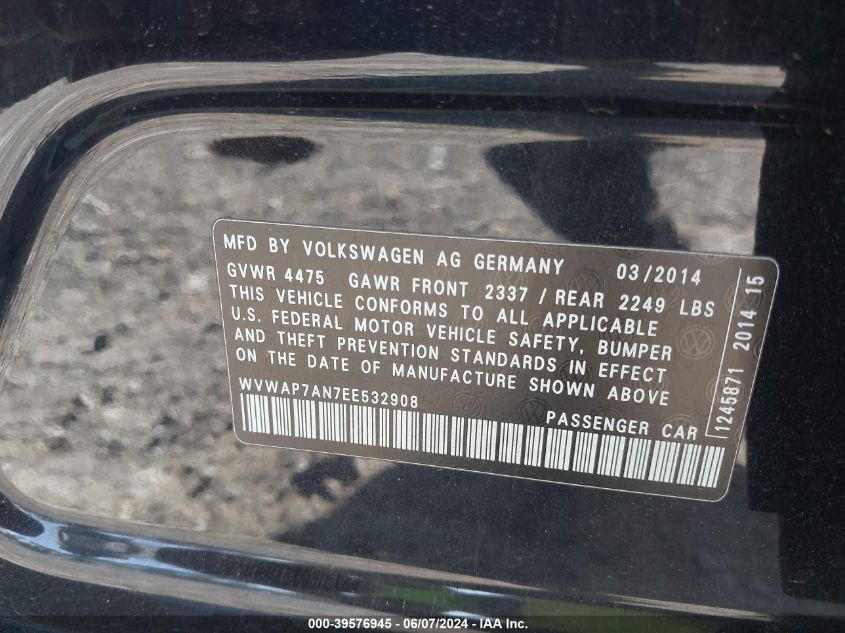 MFD BY VOLKSWAGEN AG GERMANY 03/2014
GVWR 4475 GAWR FRONT 2337 / REAR 2249 LBS
THIS VEHICLE CONFORMS TO ALL APPLICABLE
U.S. FEDERAL MOTOR VEHICLE SAFETY, BUMPER
AND THEFT PREVENTION STANDARDS IN EFFECT
ON THE DATE OF MANUFACTURE SHOWN ABOVE
WVWAP7AN7EE532908 PASSENGER CAR
1245871 2014 15
000-39576945 - 06/07/2024 - IAA Inc.